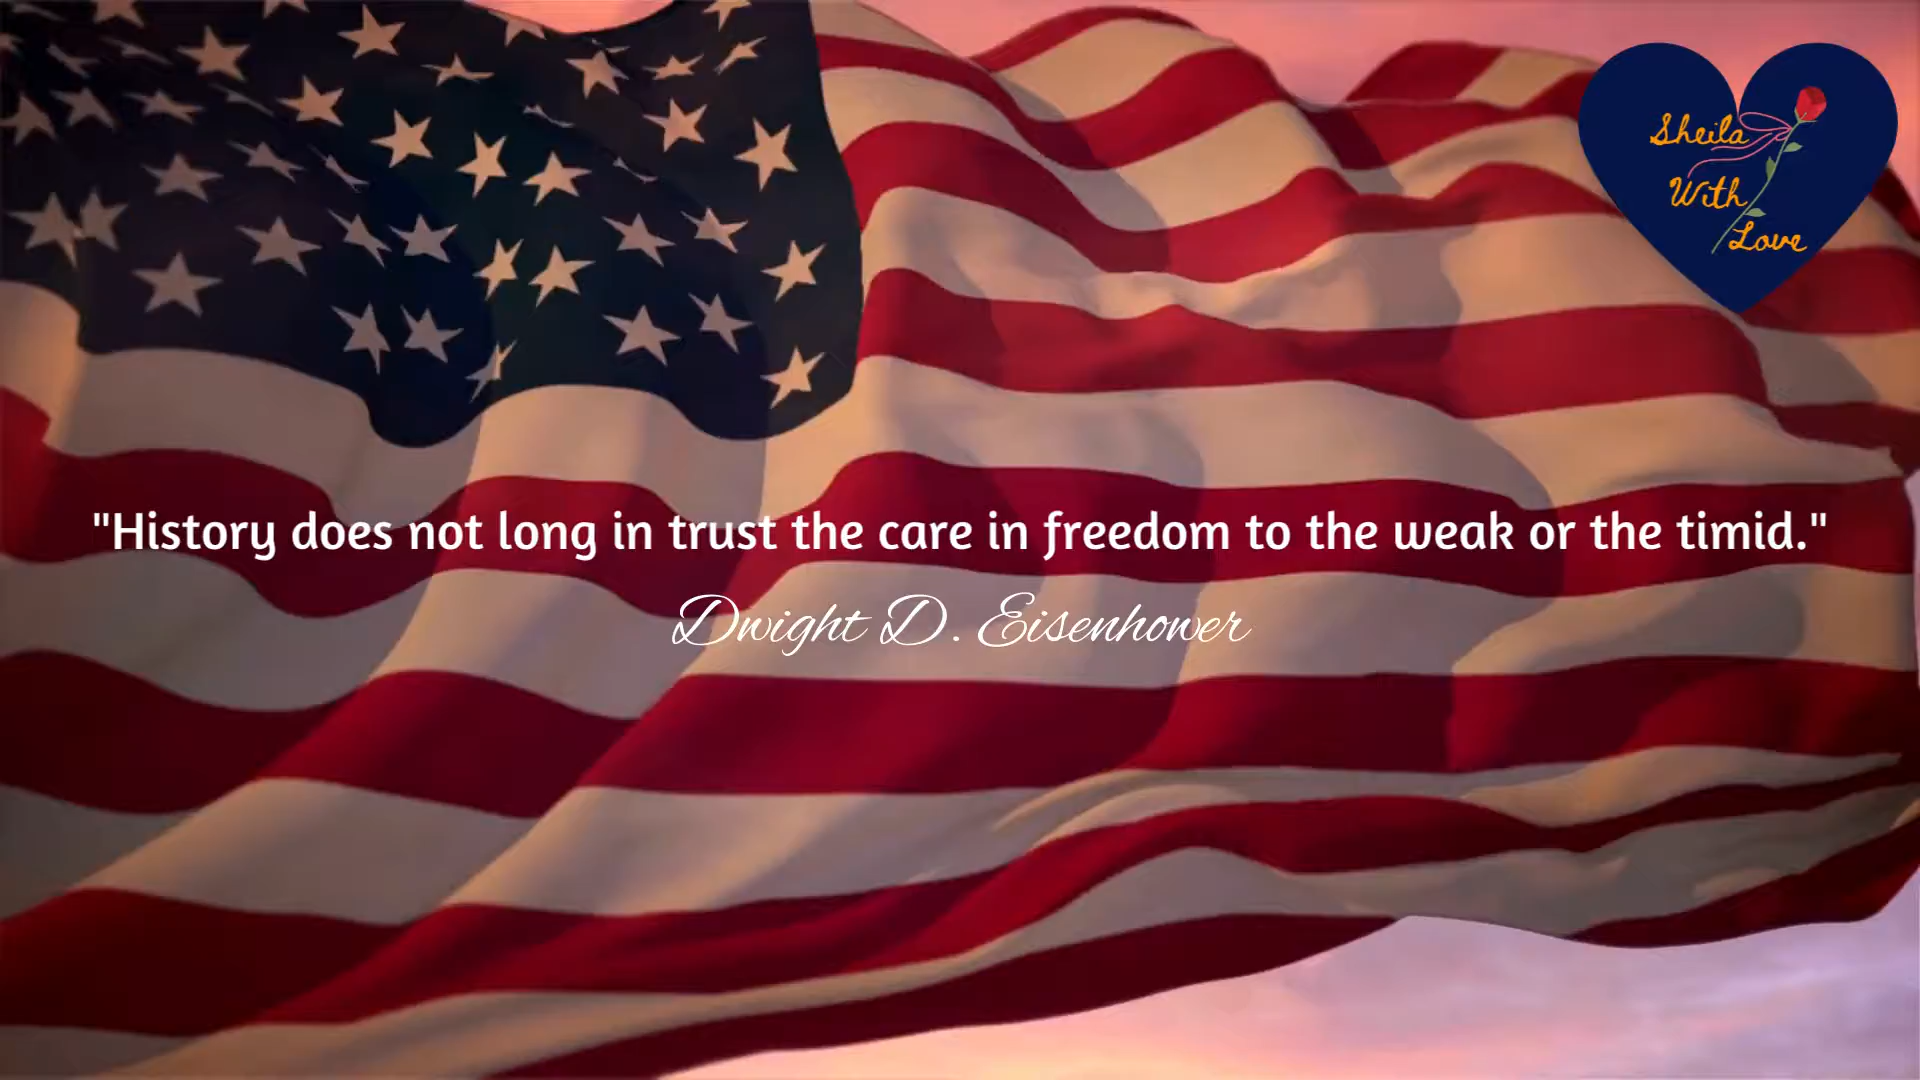 Sheila
With
Love
"History does not long in trust the care in freedom to the weak or the timid."
Dwight D. Eisenhower